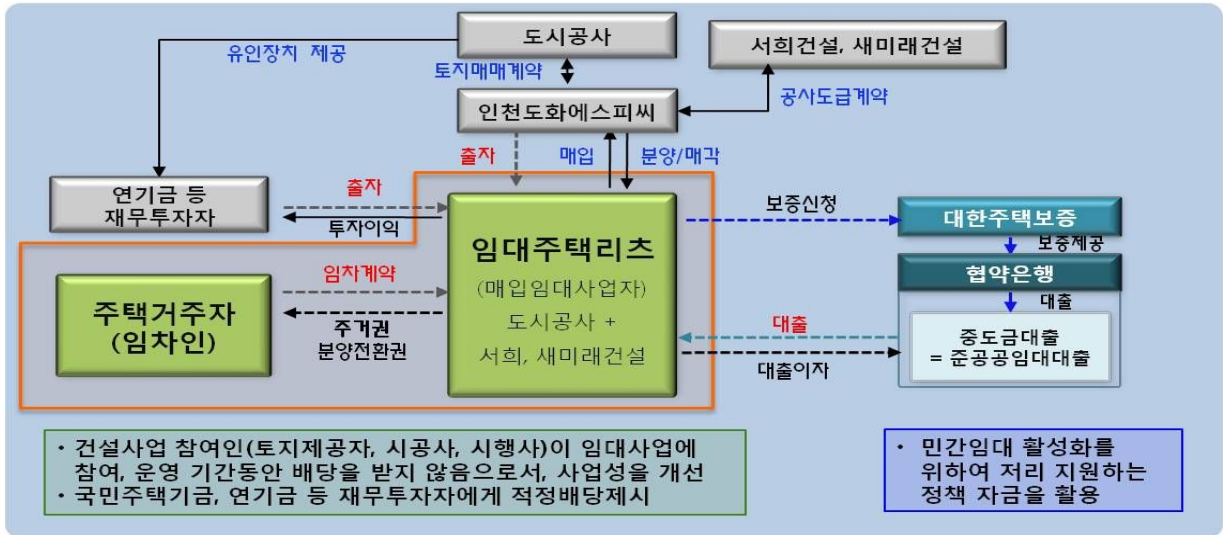 도시공사
서희건설, 새미래건설
유인장치 제공
토지매매계약
인천도화에스피씨
공사도급계약
출자
매입
분양/매각
연기금 등
재무투자자
출자
투자이익
임대주택리츠
(매입임대사업자)
도시공사 +
서희, 새미래건설
보증신청
대한주택보증
보증제공
협약은행
대출
중도금대출
= 준공공임대대출
주택거주자
(임차인)
임차계약
주거권
분양전환권
대출
대출이자
· 건설사업 참여인(토지제공자, 시공사, 시행사)이 임대사업에
참여, 운영 기간동안 배당을 받지 않음으로서, 사업성을 개선
· 국민주택기금, 연기금 등 재무투자자에게 적정배당제시
· 민간임대 활성화를
위하여 저리 지원하는
정책 자금을 활용